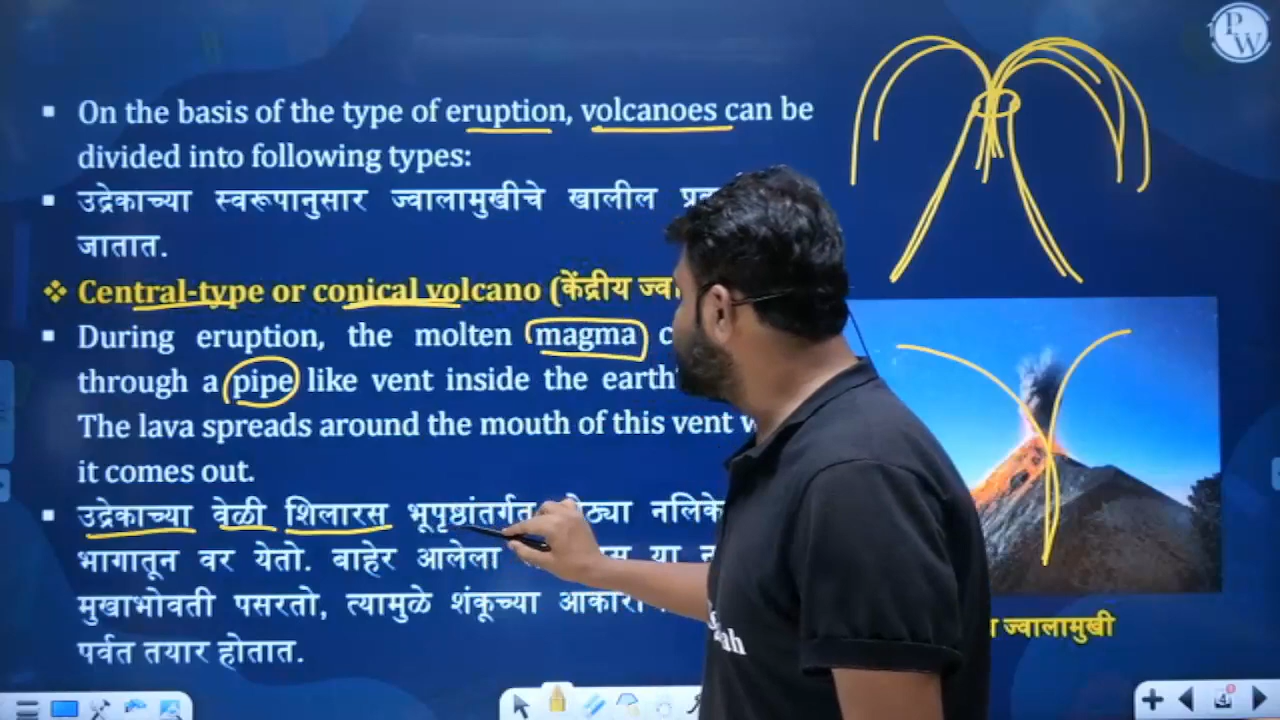 PW
On the basis of the type of eruption, volcanoes can be
divided into following types:
उद्रेकाच्या स्वरूपानुसार ज्वालामुखीचे खालील
जातात.
Central-type or conical volcano (केंद्रीय
During eruption, the molten magma
through a pipe like vent inside the
The lava spreads around the mouth of this vent
it comes out.
उद्रेकाच्या वेळी शिलारस
भागातून वर येतो. बाहेर आलेला या
मुखाभोवती पसरतो, त्यामुळे शंकूच्या
पर्वत तयार होतात.
ज्वालामुखी